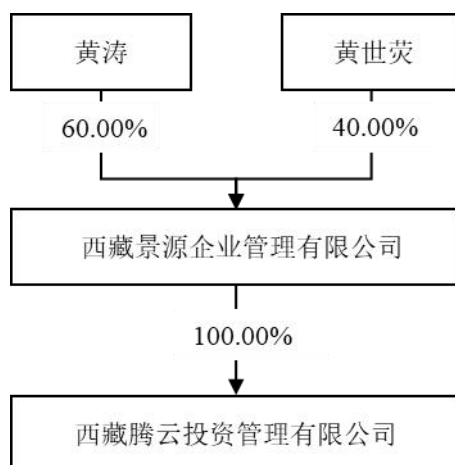 黄涛
黄世荧
60.00%
40.00%
西藏景源企业管理有限公司
100.00%
西藏腾云投资管理有限公司